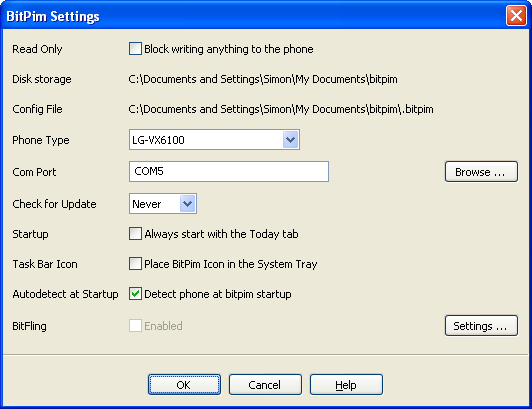 BitPim Settings
Read Only Block writing anything to the phone
Disk storage C:\Documents and Settings\Simon\My Documents\bitpim
Config File C:\Documents and Settings\Simon\My Documents\bitpim\.bitpim
Phone Type LG-VX6100
Com Port COM5 Browse ...
Check for Update Never
Startup Always start with the Today tab
Task Bar Icon Place BitPim Icon in the System Tray
Autodetect at Startup Detect phone at bitpim startup
BitFling Enabled Settings ...
OK Cancel Help